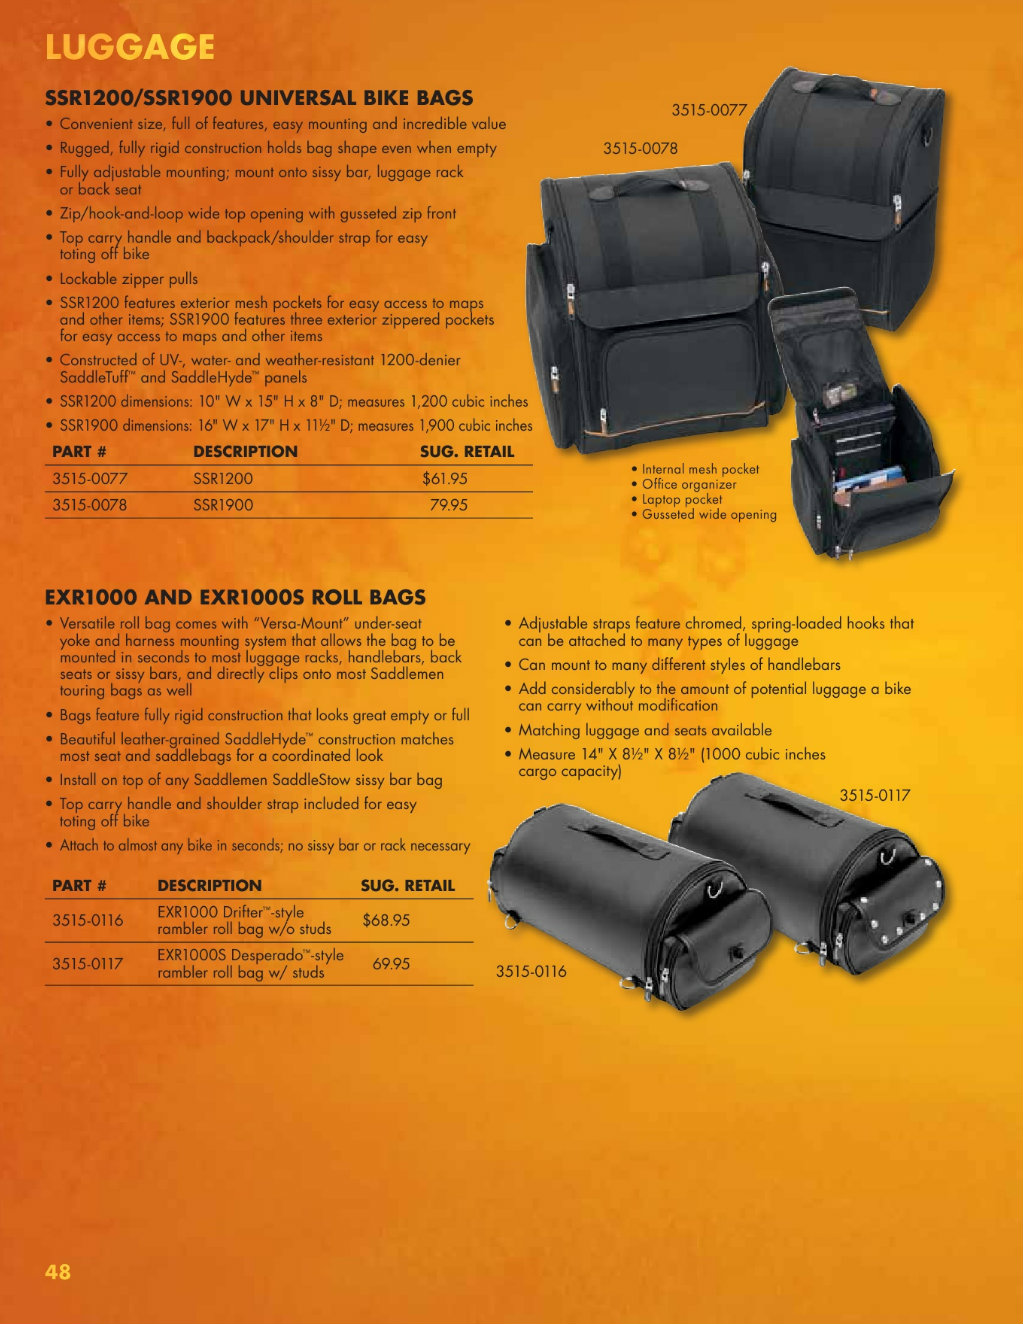 LUGGAGE
SSR1200/SSR1900 UNIVERSAL BIKE BAGS
• Convenient size, full of features, easy mounting and incredible value
• Rugged, fully rigid construction holds bag shape even when empty
• Fully adjustable mounting; mount onto sissy bar, luggage rack
or back seat
• Zip/hook-and-loop wide top opening with gusseted zip front
• Top carry handle and backpack/shoulder strap for easy
toting off bike
• Lockable zipper pulls
• SSR1200 features exterior mesh pockets for easy access to maps
and other items; SSR1900 features three exterior zippered pockets
for easy access to maps and other items
• Constructed of UV-, water- and weather-resistant 1200-denier
SaddleTuff™ and SaddleHyde™ panels
• SSR1200 dimensions: 10" W x 15" H x 8" D; measures 1,200 cubic inches
• SSR1900 dimensions: 16" W x 17" H x 11½" D; measures 1,900 cubic inches
PART # DESCRIPTION SUG. RETAIL
3515-0077 SSR1200 $61.95
3515-0078 SSR1900 79.95
3515-0077
3515-0078
• Internal mesh pocket
• Office organizer
• Laptop pocket
• Gusseted wide opening
EXR1000 AND EXR1000S ROLL BAGS
• Versatile roll bag comes with “Versa-Mount” under-seat
yoke and harness mounting system that allows the bag to be
mounted in seconds to most luggage racks, handlebars, back
seats or sissy bars, and directly clips onto most Saddlemen
touring bags as well
• Bags feature fully rigid construction that looks great empty or full
• Beautiful leather-grained SaddleHyde™ construction matches
most seat and saddlebags for a coordinated look
• Install on top of any Saddlemen SaddleStow sissy bar bag
• Top carry handle and shoulder strap included for easy
toting off bike
• Attach to almost any bike in seconds; no sissy bar or rack necessary
• Adjustable straps feature chromed, spring-loaded hooks that
can be attached to many types of luggage
• Can mount to many different styles of handlebars
• Add considerably to the amount of potential luggage a bike
can carry without modification
• Matching luggage and seats available
• Measure 14" X 8½" X 8½" (1000 cubic inches
cargo capacity)
PART # DESCRIPTION SUG. RETAIL
3515-0116 EXR1000 Drifter™-style
rambler roll bag w/o studs $68.95
3515-0117 EXR1000S Desperado™-style
rambler roll bag w/ studs 69.95
3515-0117
3515-0116
48